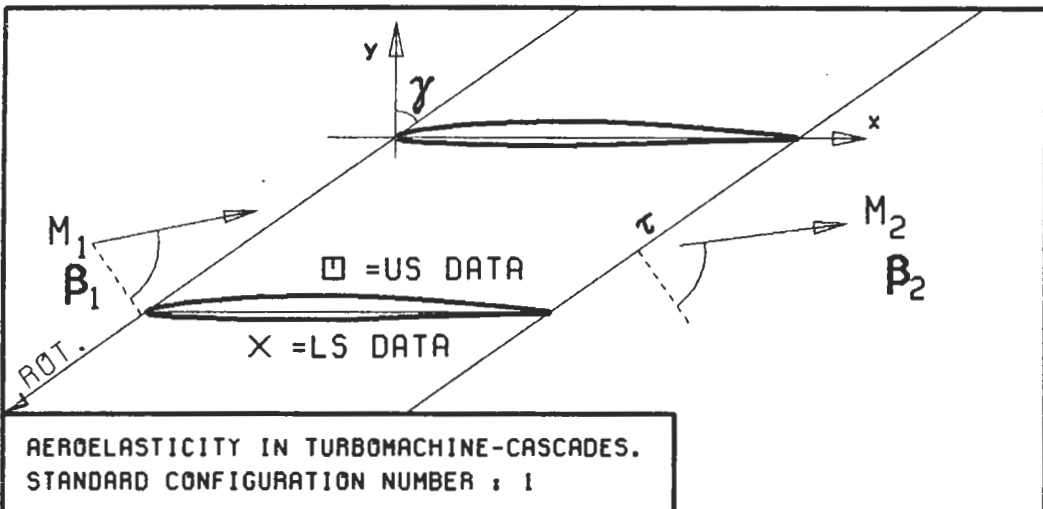 y
γ
x
M1
β1
τ
M2
β2
□ =US DATA
× =LS DATA
ROT.
AEROELASTICITY IN TURBOMACHINE-CASCADES.
STANDARD CONFIGURATION NUMBER : 1